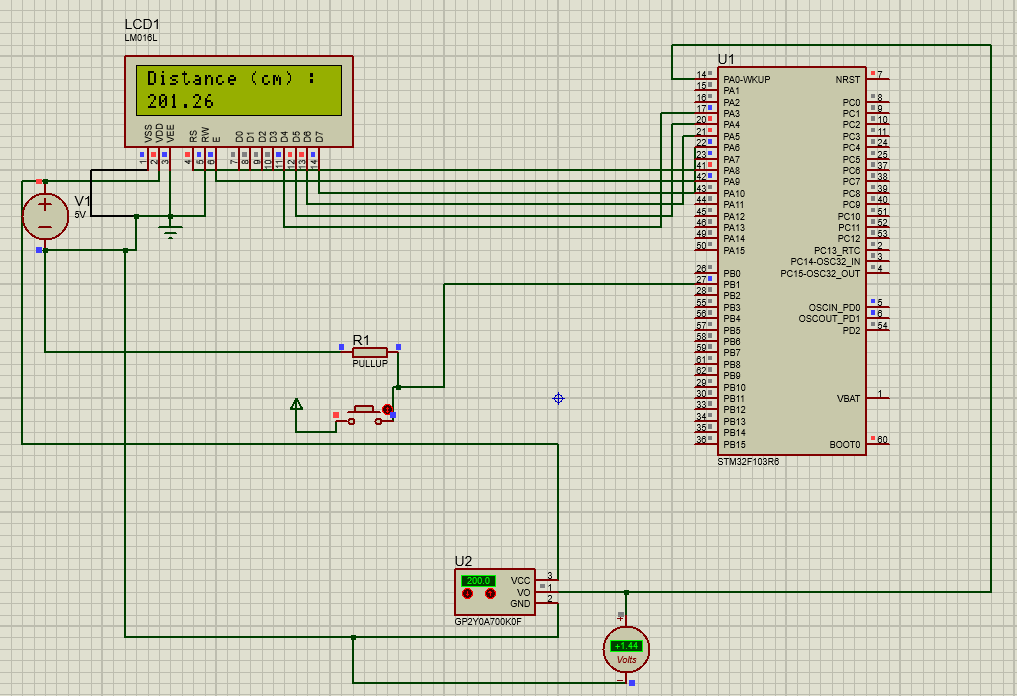 LCD1
LM016L
Distance (cm) :
201.26
VSS
VDD
VEE
RS
RW
E
D0
D1
D2
D3
D4
D5
D6
D7
1
2
3
4
5
6
7
8
9
10
11
12
13
14
V1
5V
R1
PULLUP
U1
14 PA0-WKUP
15 PA1
16 PA2
17 PA3
20 PA4
21 PA5
22 PA6
23 PA7
41 PA8
42 PA9
43 PA10
44 PA11
45 PA12
46 PA13
49 PA14
50 PA15
26 PB0
27 PB1
28 PB2
55 PB3
56 PB4
57 PB5
58 PB6
59 PB7
61 PB8
62 PB9
29 PB10
30 PB11
33 PB12
34 PB13
35 PB14
36 PB15
NRST 7
PC0 8
PC1 9
PC2 10
PC3 11
PC4 24
PC5 25
PC6 37
PC7 38
PC8 39
PC9 40
PC10 51
PC11 52
PC12 53
PC13_RTC 2
PC14-OSC32_IN 3
PC15-OSC32_OUT 4
OSCIN_PD0 5
OSCOUT_PD1 6
PD2 54
VBAT 1
BOOT0 60
STM32F103R6
U2
200.0
VCC 3
VO 1
GND 2
GP2Y0A700K0F
+1.44
Volts